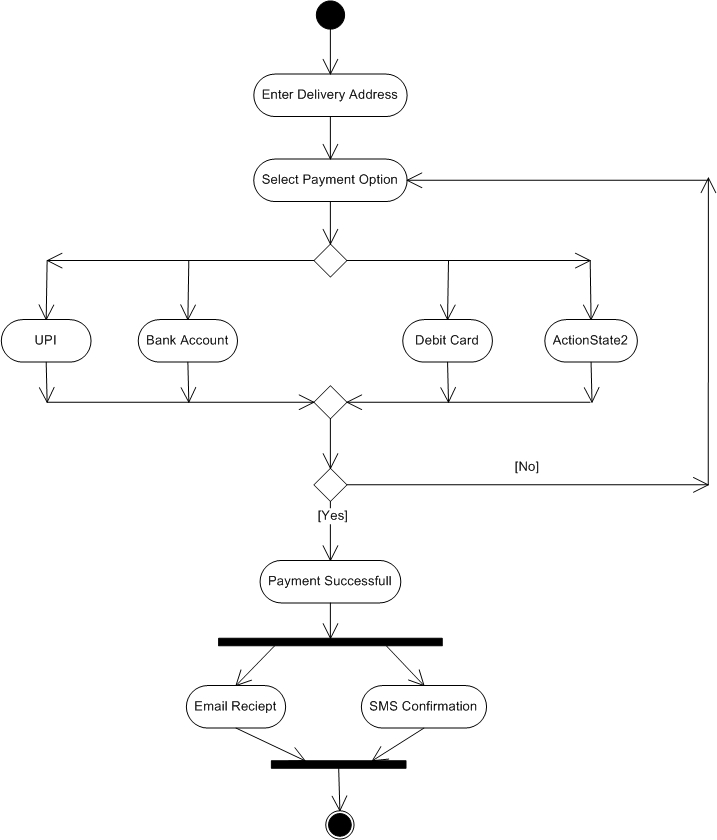 Enter Delivery Address
Select Payment Option
UPI
Bank Account
Debit Card
ActionState2
[No]
[Yes]
Payment Successfull
Email Reciept
SMS Confirmation